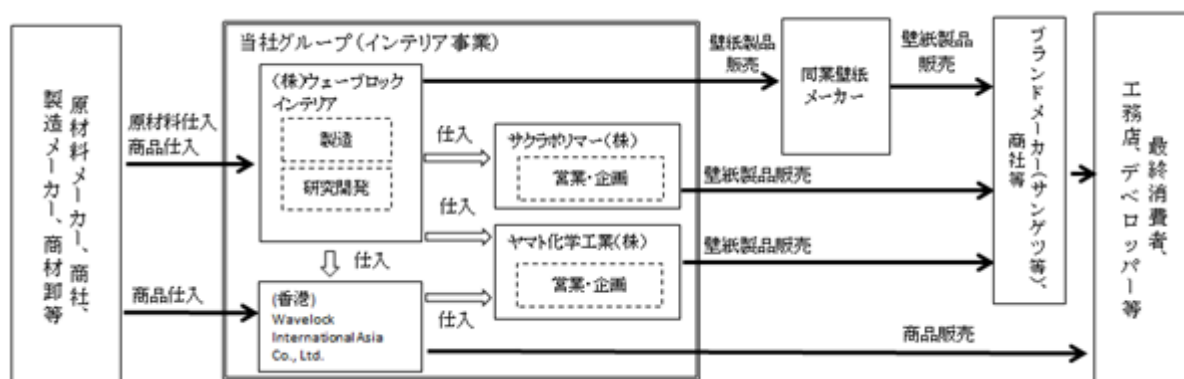 原材料メーカー、商社、
製造メーカー、商材卸等
原材料仕入
商品仕入
商品仕入
当社グループ(インテリア事業)
(株)ウェーブロック
インテリア
製造
研究開発
仕入
(香港)
Wavelock
International Asia
Co., Ltd.
仕入
仕入
仕入
サクラポリマー(株)
営業・企画
ヤマト化学工業(株)
営業・企画
壁紙製品
販売
同業壁紙
メーカー
壁紙製品
販売
壁紙製品販売
壁紙製品販売
商品販売
ブランドメーカー(サンゲツ等)、
商社等
最終消費者、
工務店、デベロッパー等